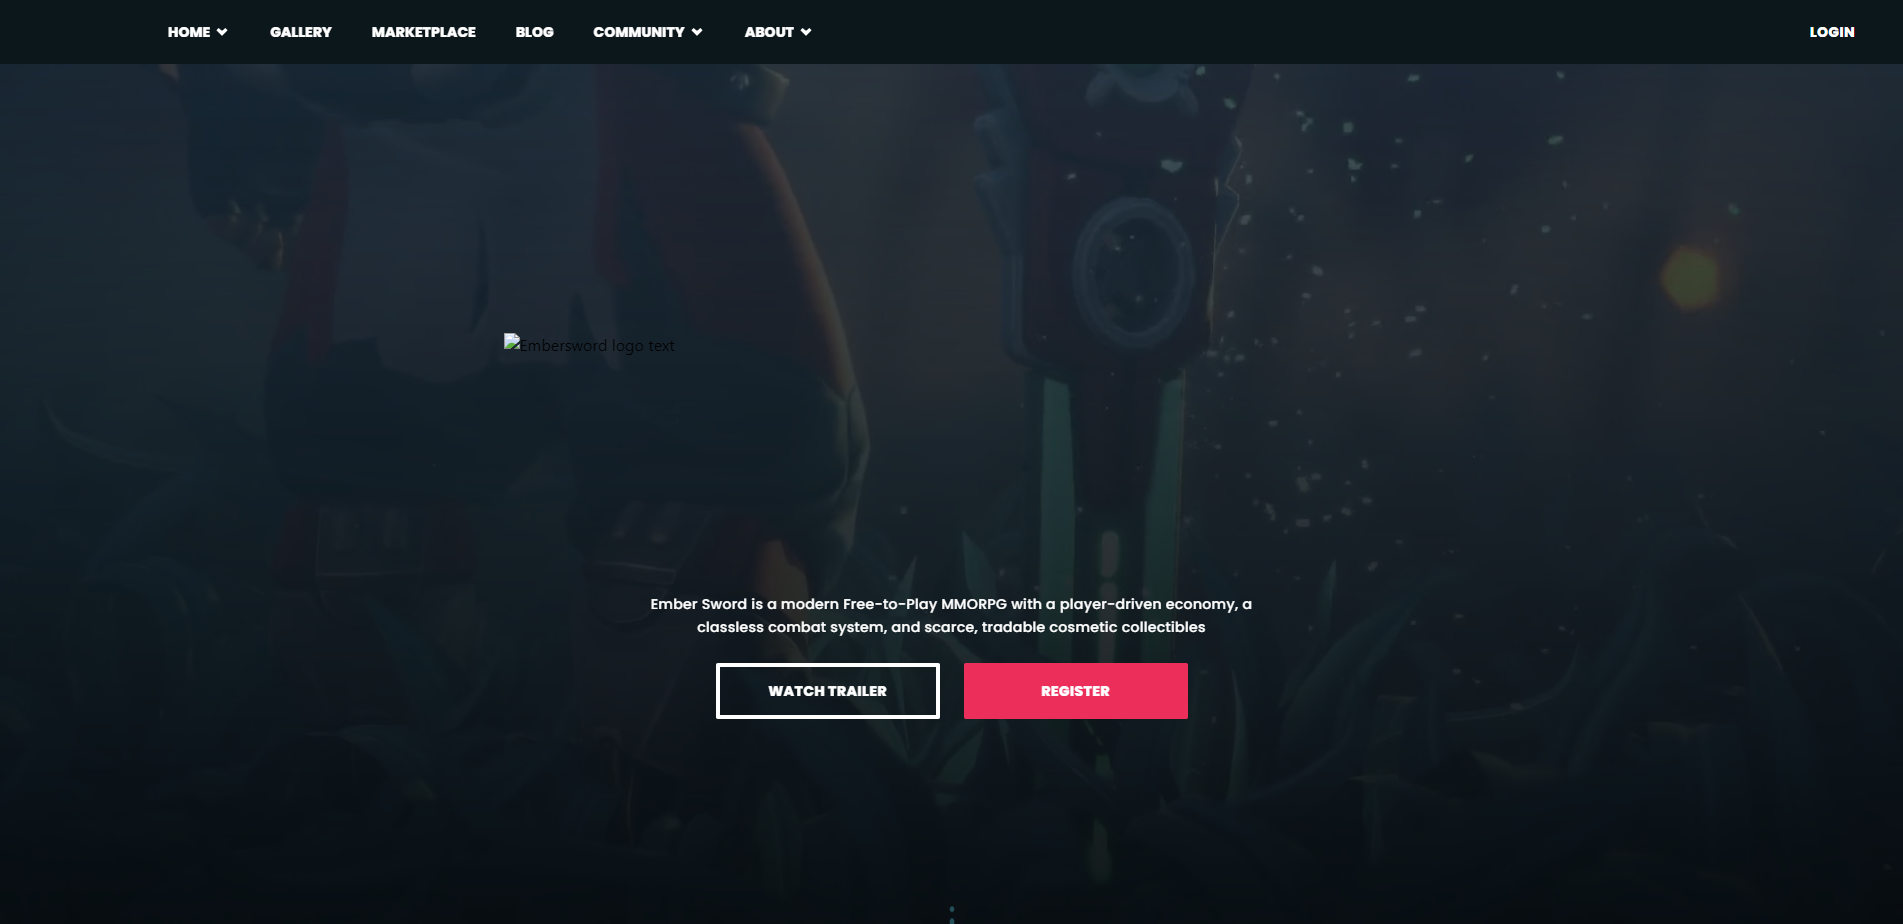 HOME GALLERY MARKETPLACE BLOG COMMUNITY ABOUT LOGIN
Embersword logo text
Ember Sword is a modern Free-to-Play MMORPG with a player-driven economy, a
classless combat system, and scarce, tradable cosmetic collectibles
WATCH TRAILER REGISTER